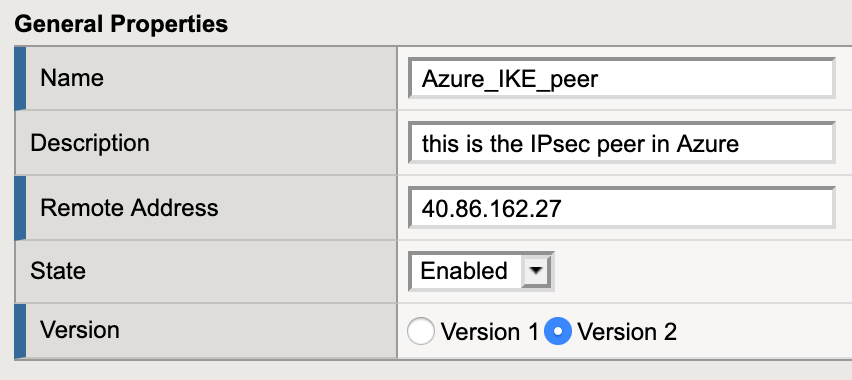 General Properties
Name Azure_IKE_peer
Description this is the IPsec peer in Azure
Remote Address 40.86.162.27
State Enabled
Version Version 1 Version 2